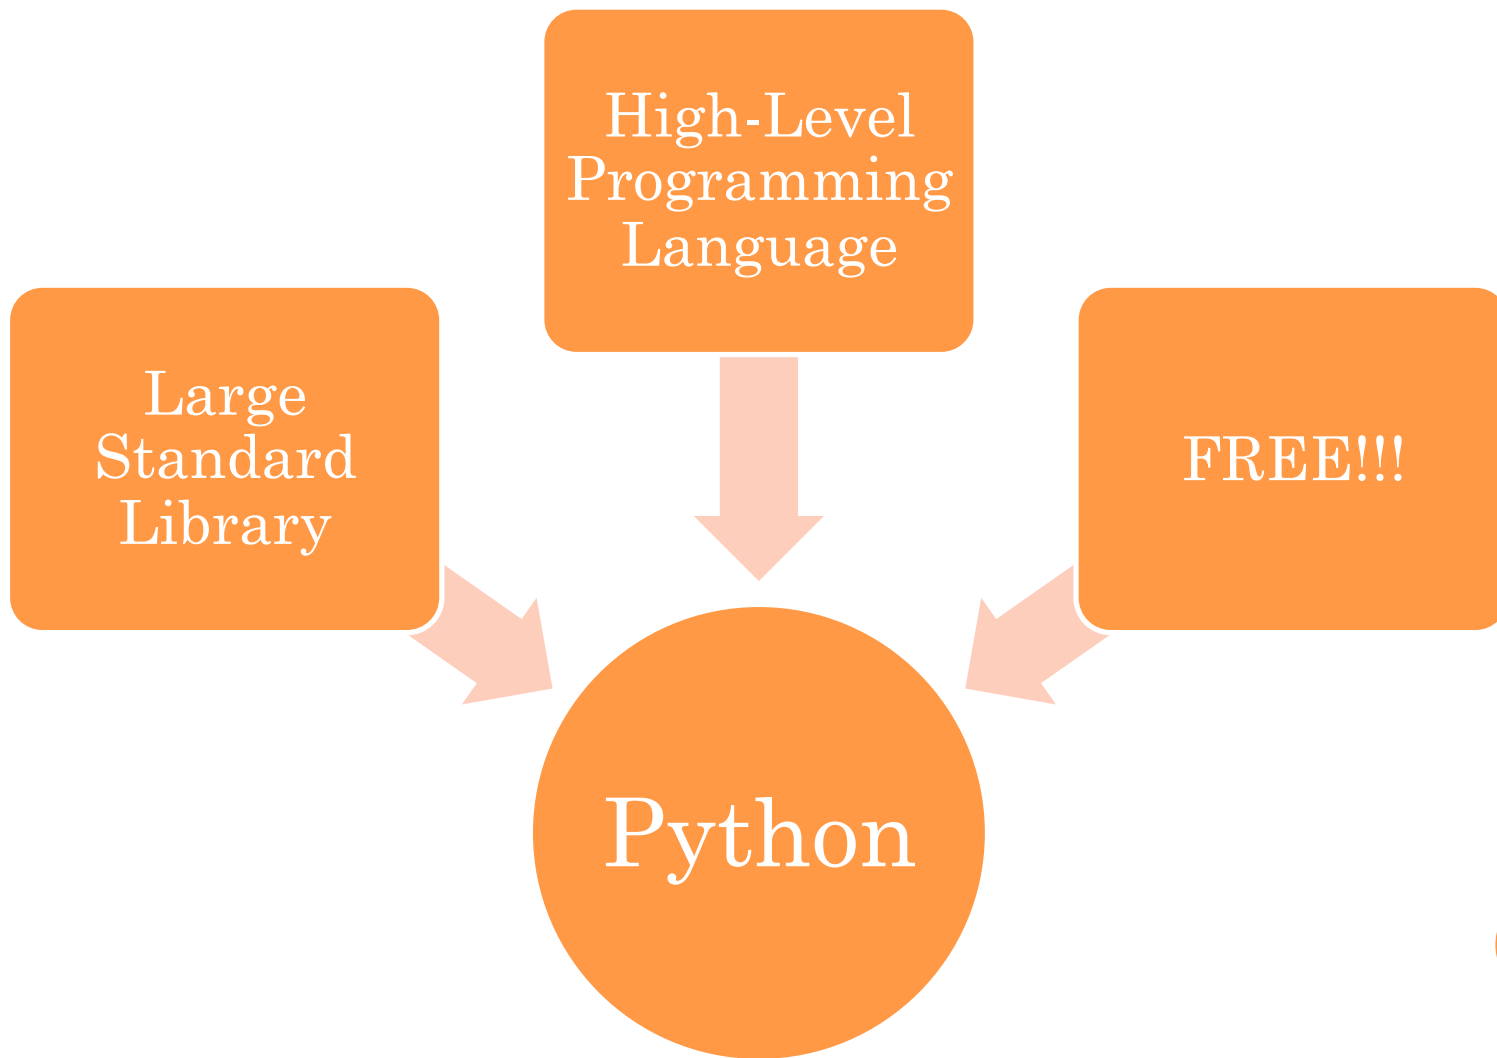 High-Level
Programming
Language
Large
Standard
Library
FREE!!!
Python